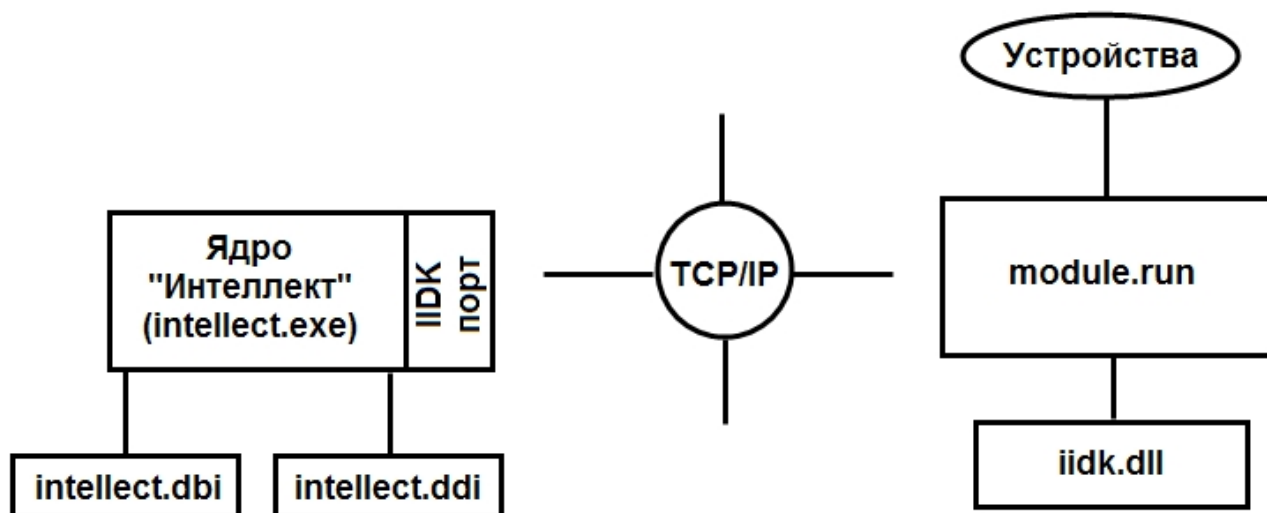 Устройства
Ядро
"Интеллект"
(intellect.exe)
IIDK
порт
TCP/IP
module.run
intellect.dbi
intellect.ddi
iidk.dll